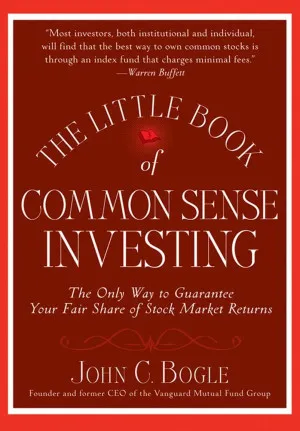 "Most investors, both institutional and individual,
will find that the best way to own common stocks is
through an index fund that charges minimal fees."
—Warren Buffett
THE LITTLE BOOK
of
COMMON SENSE
INVESTING
The Only Way to Guarantee
Your Fair Share of Stock Market Returns
JOHN C. BOGLE
Founder and former CEO of the Vanguard Mutual Fund Group